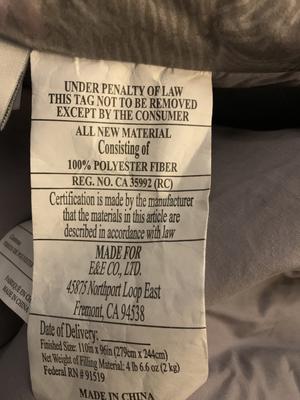 UNDER PENALTY OF LAW
THIS TAG NOT TO BE REMOVED
EXCEPT BY THE CONSUMER
ALL NEW MATERIAL
Consisting of
100% POLYESTER FIBER
REG. NO. CA 35992 (RC)
Certification is made by the manufacturer
that the materials in this article are
described in accordance with law
MADE FOR
E&E CO., LTD.
45875 Northport Loop East
Fremont, CA 94538
Date of Delivery:
Finished Size: 110in x 96in (279cm x 244cm)
Net Weight of Filling Material: 4 lb 6.6 oz (2 kg)
Federal RN # 91519
MADE IN CHINA
MADE IN CHINA